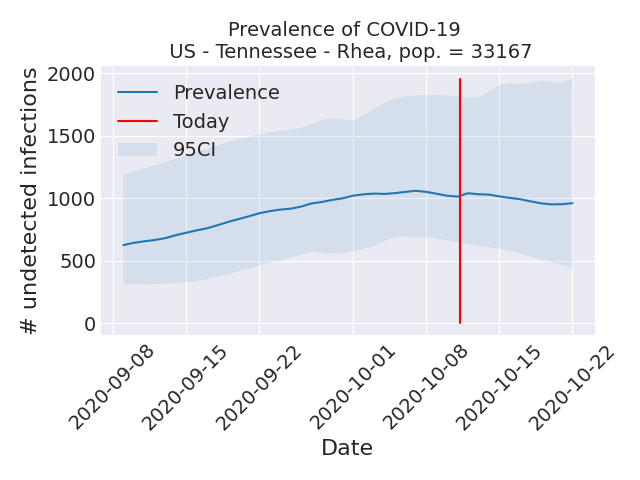 Prevalence of COVID-19
US - Tennessee - Rhea, pop. = 33167
# undetected infections
2000
1500
1000
500
0
Prevalence
Today
95CI
2020-09-08
2020-09-15
2020-09-22
2020-10-01
2020-10-08
2020-10-15
2020-10-22
Date